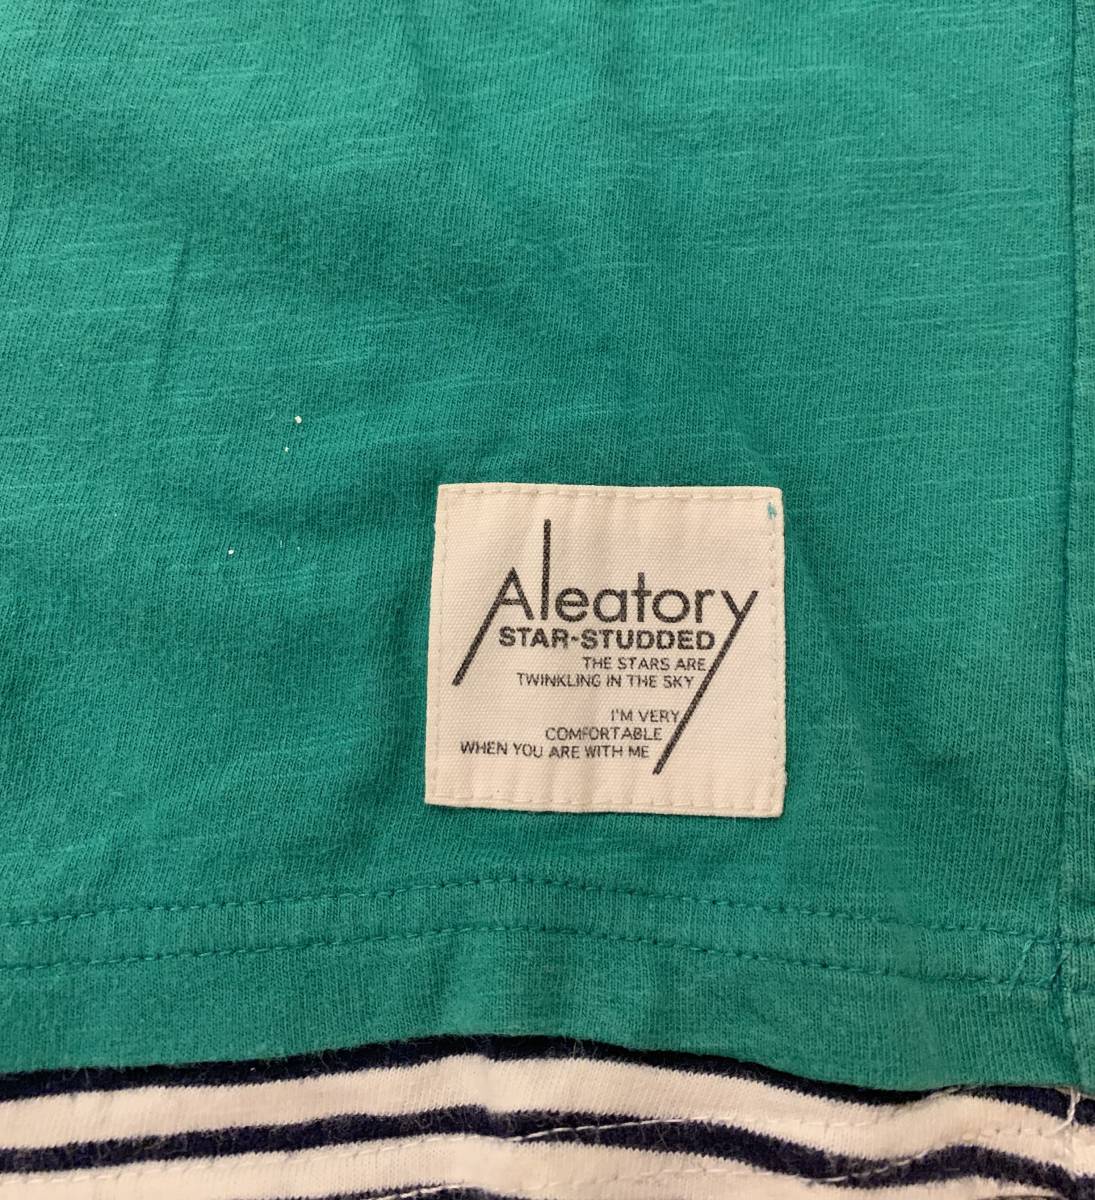 Aleatory
STAR-STUDDED
THE STARS ARE
TWINKLING IN THE SKY
I'M VERY
COMFORTABLE
WHEN YOU ARE WITH ME